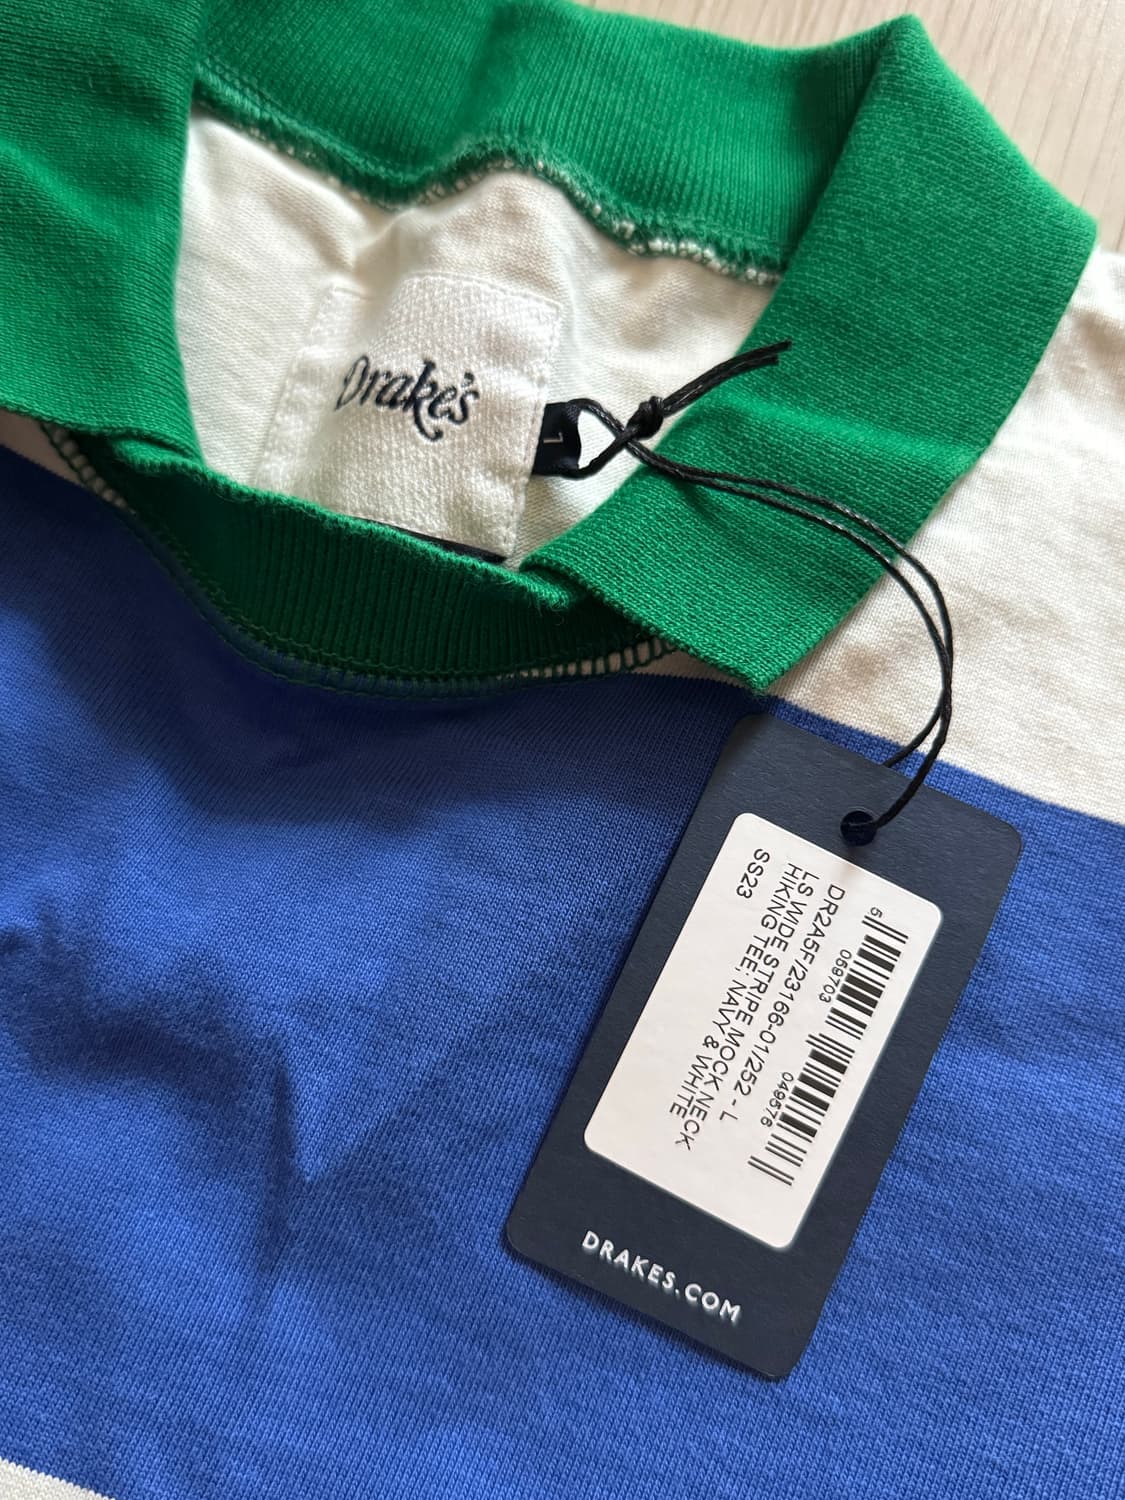 Drake's
5 069703 049576
DR2A5F/23166-01/252 - L
LS WIDE STRIPE MOCK NECK
HIKING TEE: NAVY & WHITE
SS23
DRAKES.COM